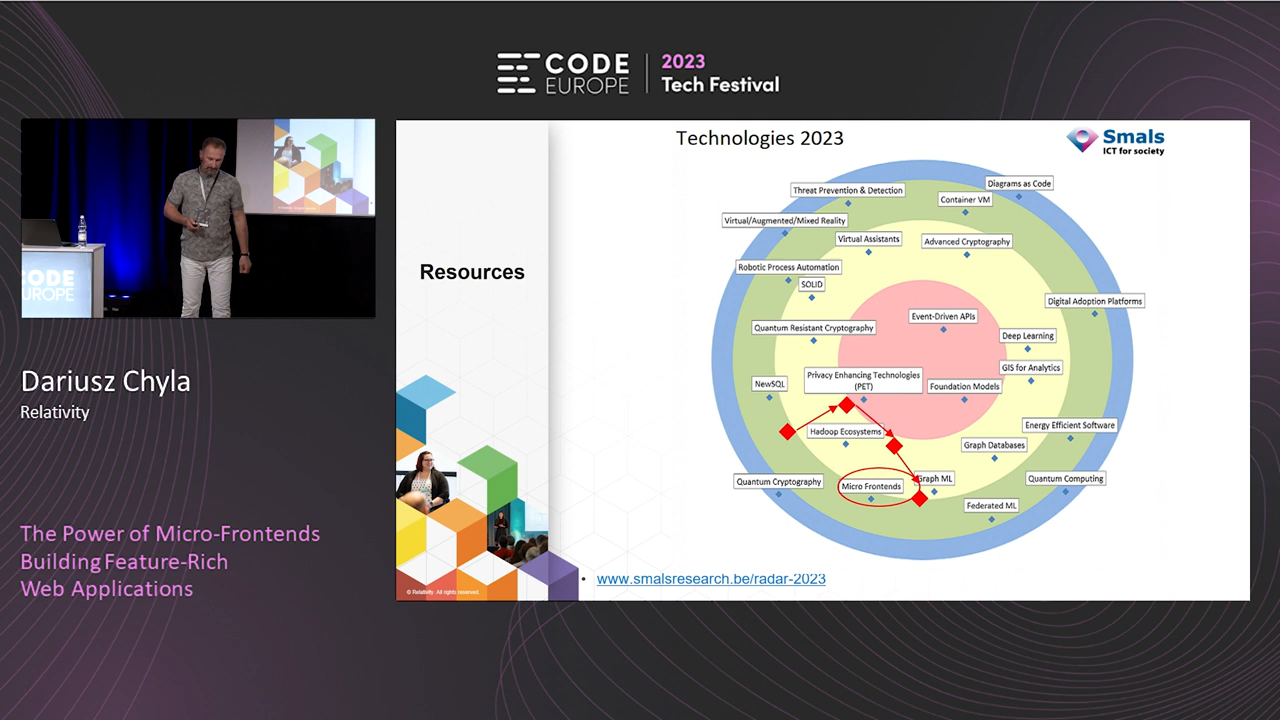 CODE
EUROPE
2023
Tech Festival
CODE
EUROPE
Dariusz Chyla
Relativity
The Power of Micro-Frontends
Building Feature-Rich
Web Applications
Resources
© Relativity. All rights reserved.
Technologies 2023
Smals
ICT for society
Diagrams as Code
Threat Prevention & Detection
Container VM
Virtual/Augmented/Mixed Reality
Virtual Assistants
Advanced Cryptography
Robotic Process Automation
SOLID
Digital Adoption Platforms
Event-Driven APIs
Quantum Resistant Cryptography
Deep Learning
GIS for Analytics
Privacy Enhancing Technologies
(PET)
NewSQL
Foundation Models
Energy Efficient Software
Hadoop Ecosystems
Graph Databases
Quantum Cryptography
Micro Frontends
Graph ML
Quantum Computing
Federated ML
• www.smalsresearch.be/radar-2023